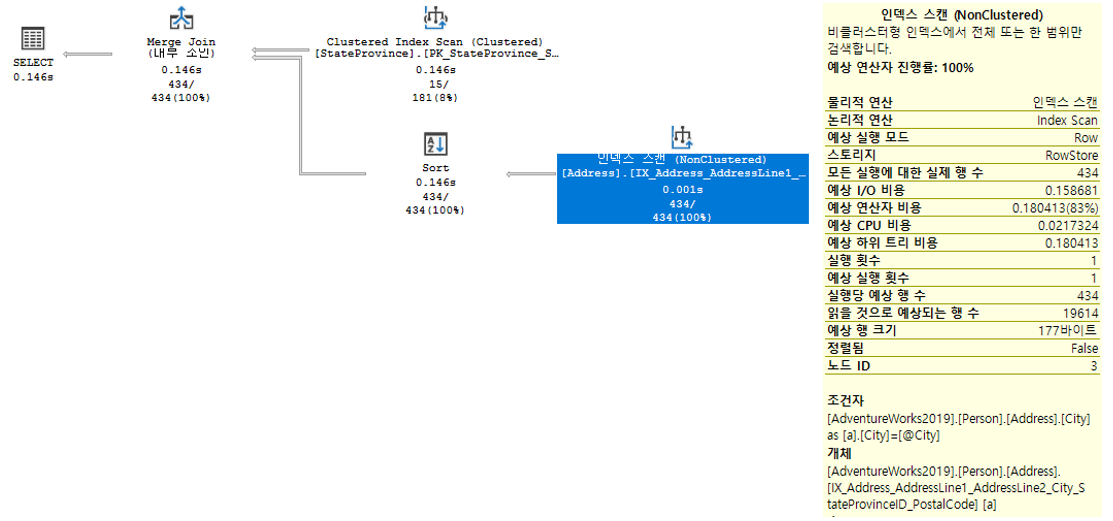 SELECT
0.146s
Merge Join
(내부 조인)
0.146s
434/
434(100%)
Clustered Index Scan (Clustered)
[StateProvince].[PK_StateProvince_S…
0.146s
15/
181(8%)
Sort
0.146s
434/
434(100%)
인덱스 스캔 (NonClustered)
[Address].[IX_Address_AddressLine1_…
0.001s
434/
434(100%)
인덱스 스캔 (NonClustered)
비클러스터형 인덱스에서 전체 또는 한 범위만
검색합니다.
예상 연산자 진행률: 100%
물리적 연산 인덱스 스캔
논리적 연산 Index Scan
예상 실행 모드 Row
스토리지 RowStore
모든 실행에 대한 실제 행 수 434
예상 I/O 비용 0.158681
예상 연산자 비용 0.180413(83%)
예상 CPU 비용 0.0217324
예상 하위 트리 비용 0.180413
실행 횟수 1
예상 실행 횟수 1
실행당 예상 행 수 434
읽을 것으로 예상되는 행 수 19614
예상 행 크기 177바이트
정렬됨 False
노드 ID 3
조건자
[AdventureWorks2019].[Person].[Address].[City]
as [a].[City]=[@City]
개체
[AdventureWorks2019].[Person].[Address].
[IX_Address_AddressLine1_AddressLine2_City_S
tateProvinceID_PostalCode] [a]